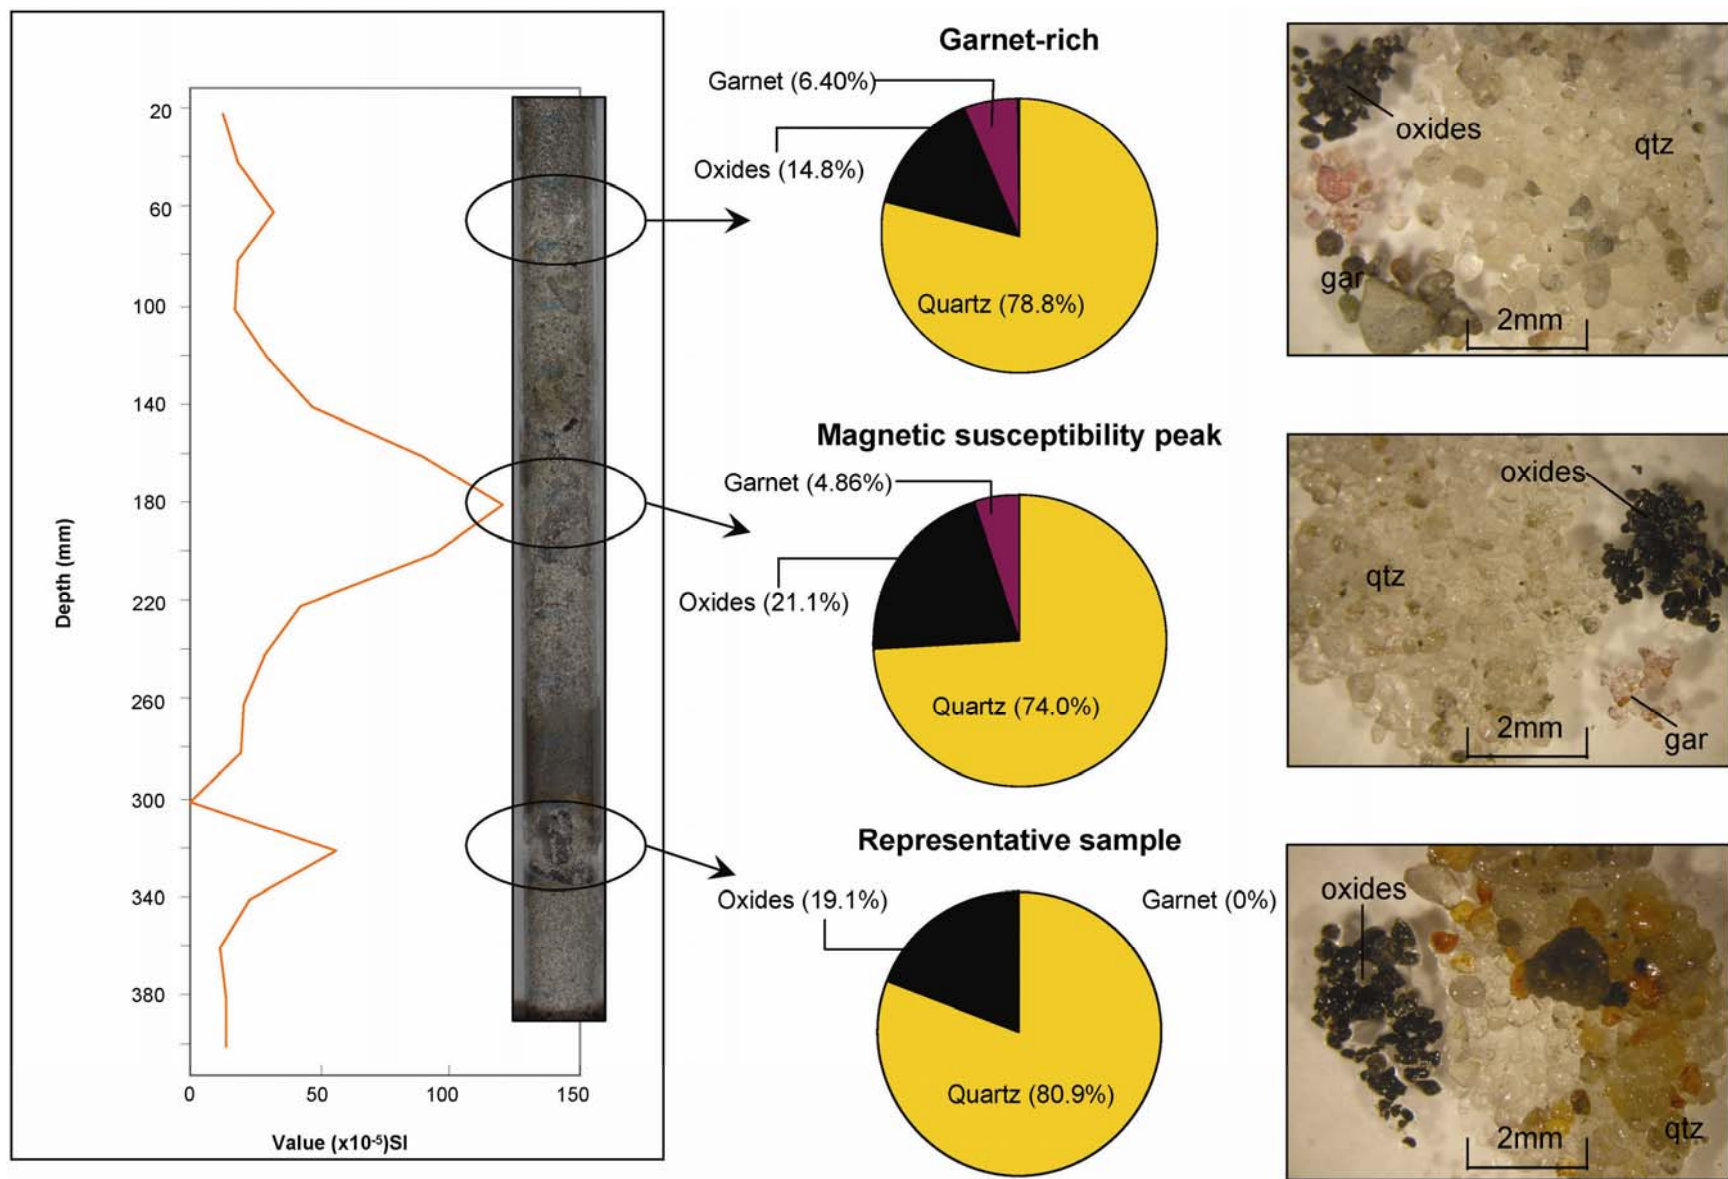 20
60
100
140
180
220
260
300
340
380
Depth (mm)
0 50 100 150
Value (x10⁻⁵)SI
Garnet-rich
Garnet (6.40%)
Oxides (14.8%)
Quartz (78.8%)
oxides
qtz
gar
2mm
Magnetic susceptibility peak
Garnet (4.86%)
Oxides (21.1%)
Quartz (74.0%)
oxides
qtz
2mm
gar
Representative sample
Oxides (19.1%)
Garnet (0%)
Quartz (80.9%)
oxides
2mm
qtz